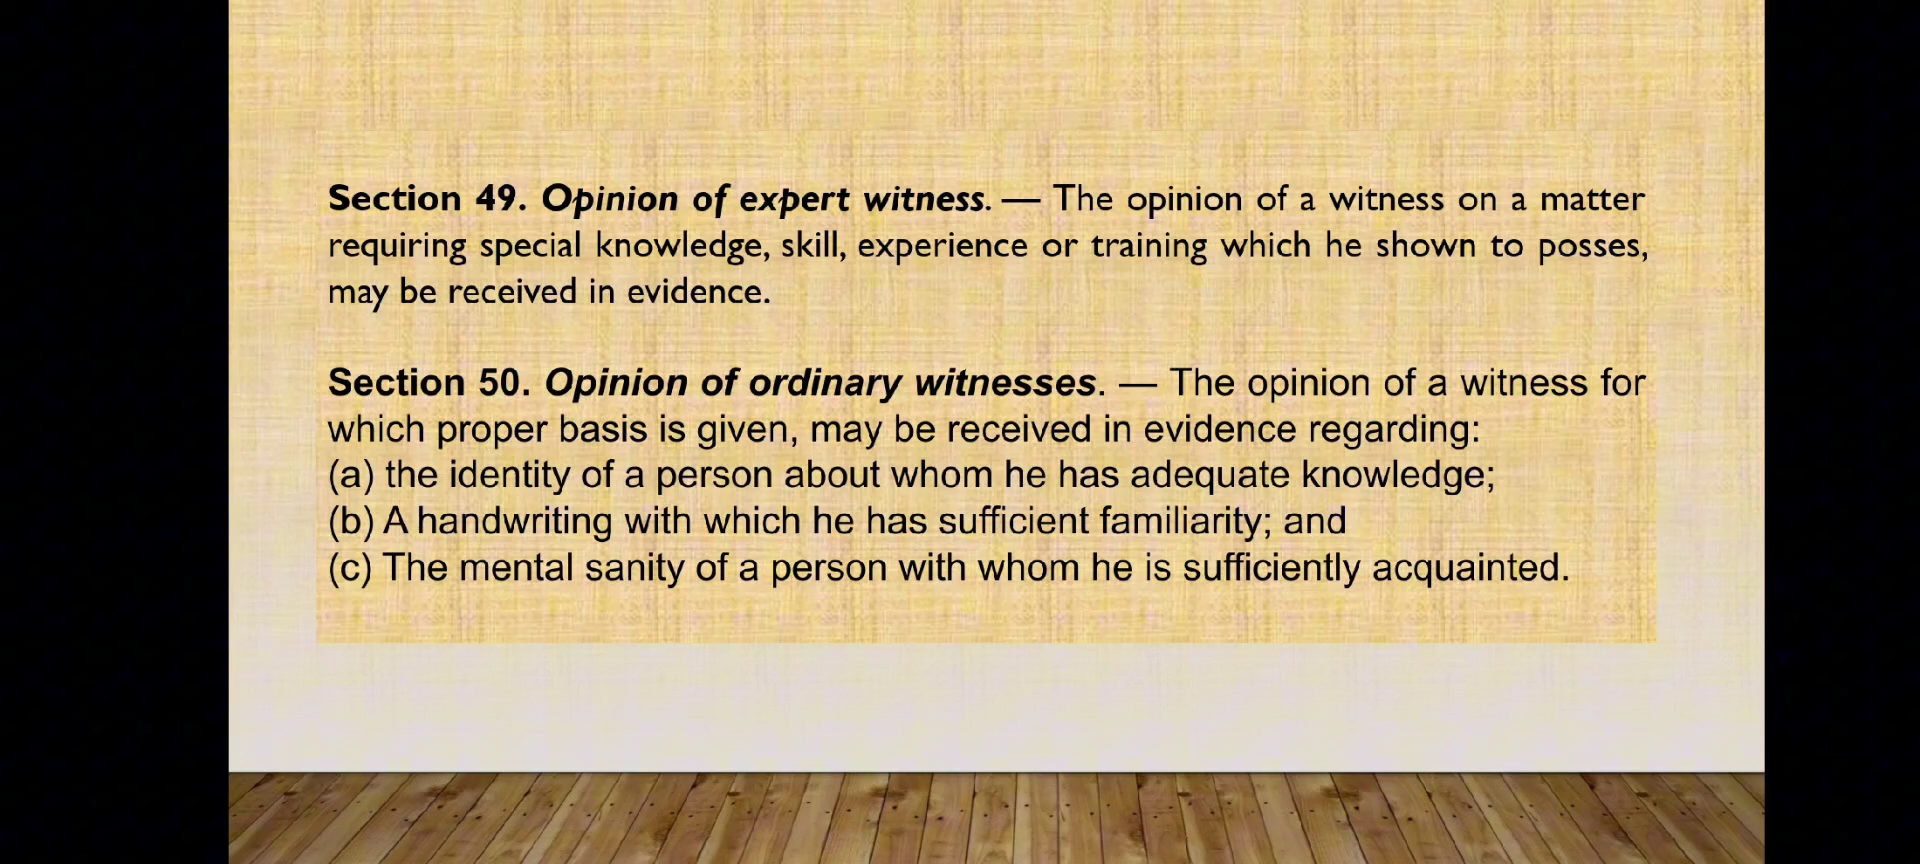 Section 49. Opinion of expert witness. — The opinion of a witness on a matter
requiring special knowledge, skill, experience or training which he shown to posses,
may be received in evidence.
Section 50. Opinion of ordinary witnesses. — The opinion of a witness for
which proper basis is given, may be received in evidence regarding:
(a) the identity of a person about whom he has adequate knowledge;
(b) A handwriting with which he has sufficient familiarity; and
(c) The mental sanity of a person with whom he is sufficiently acquainted.